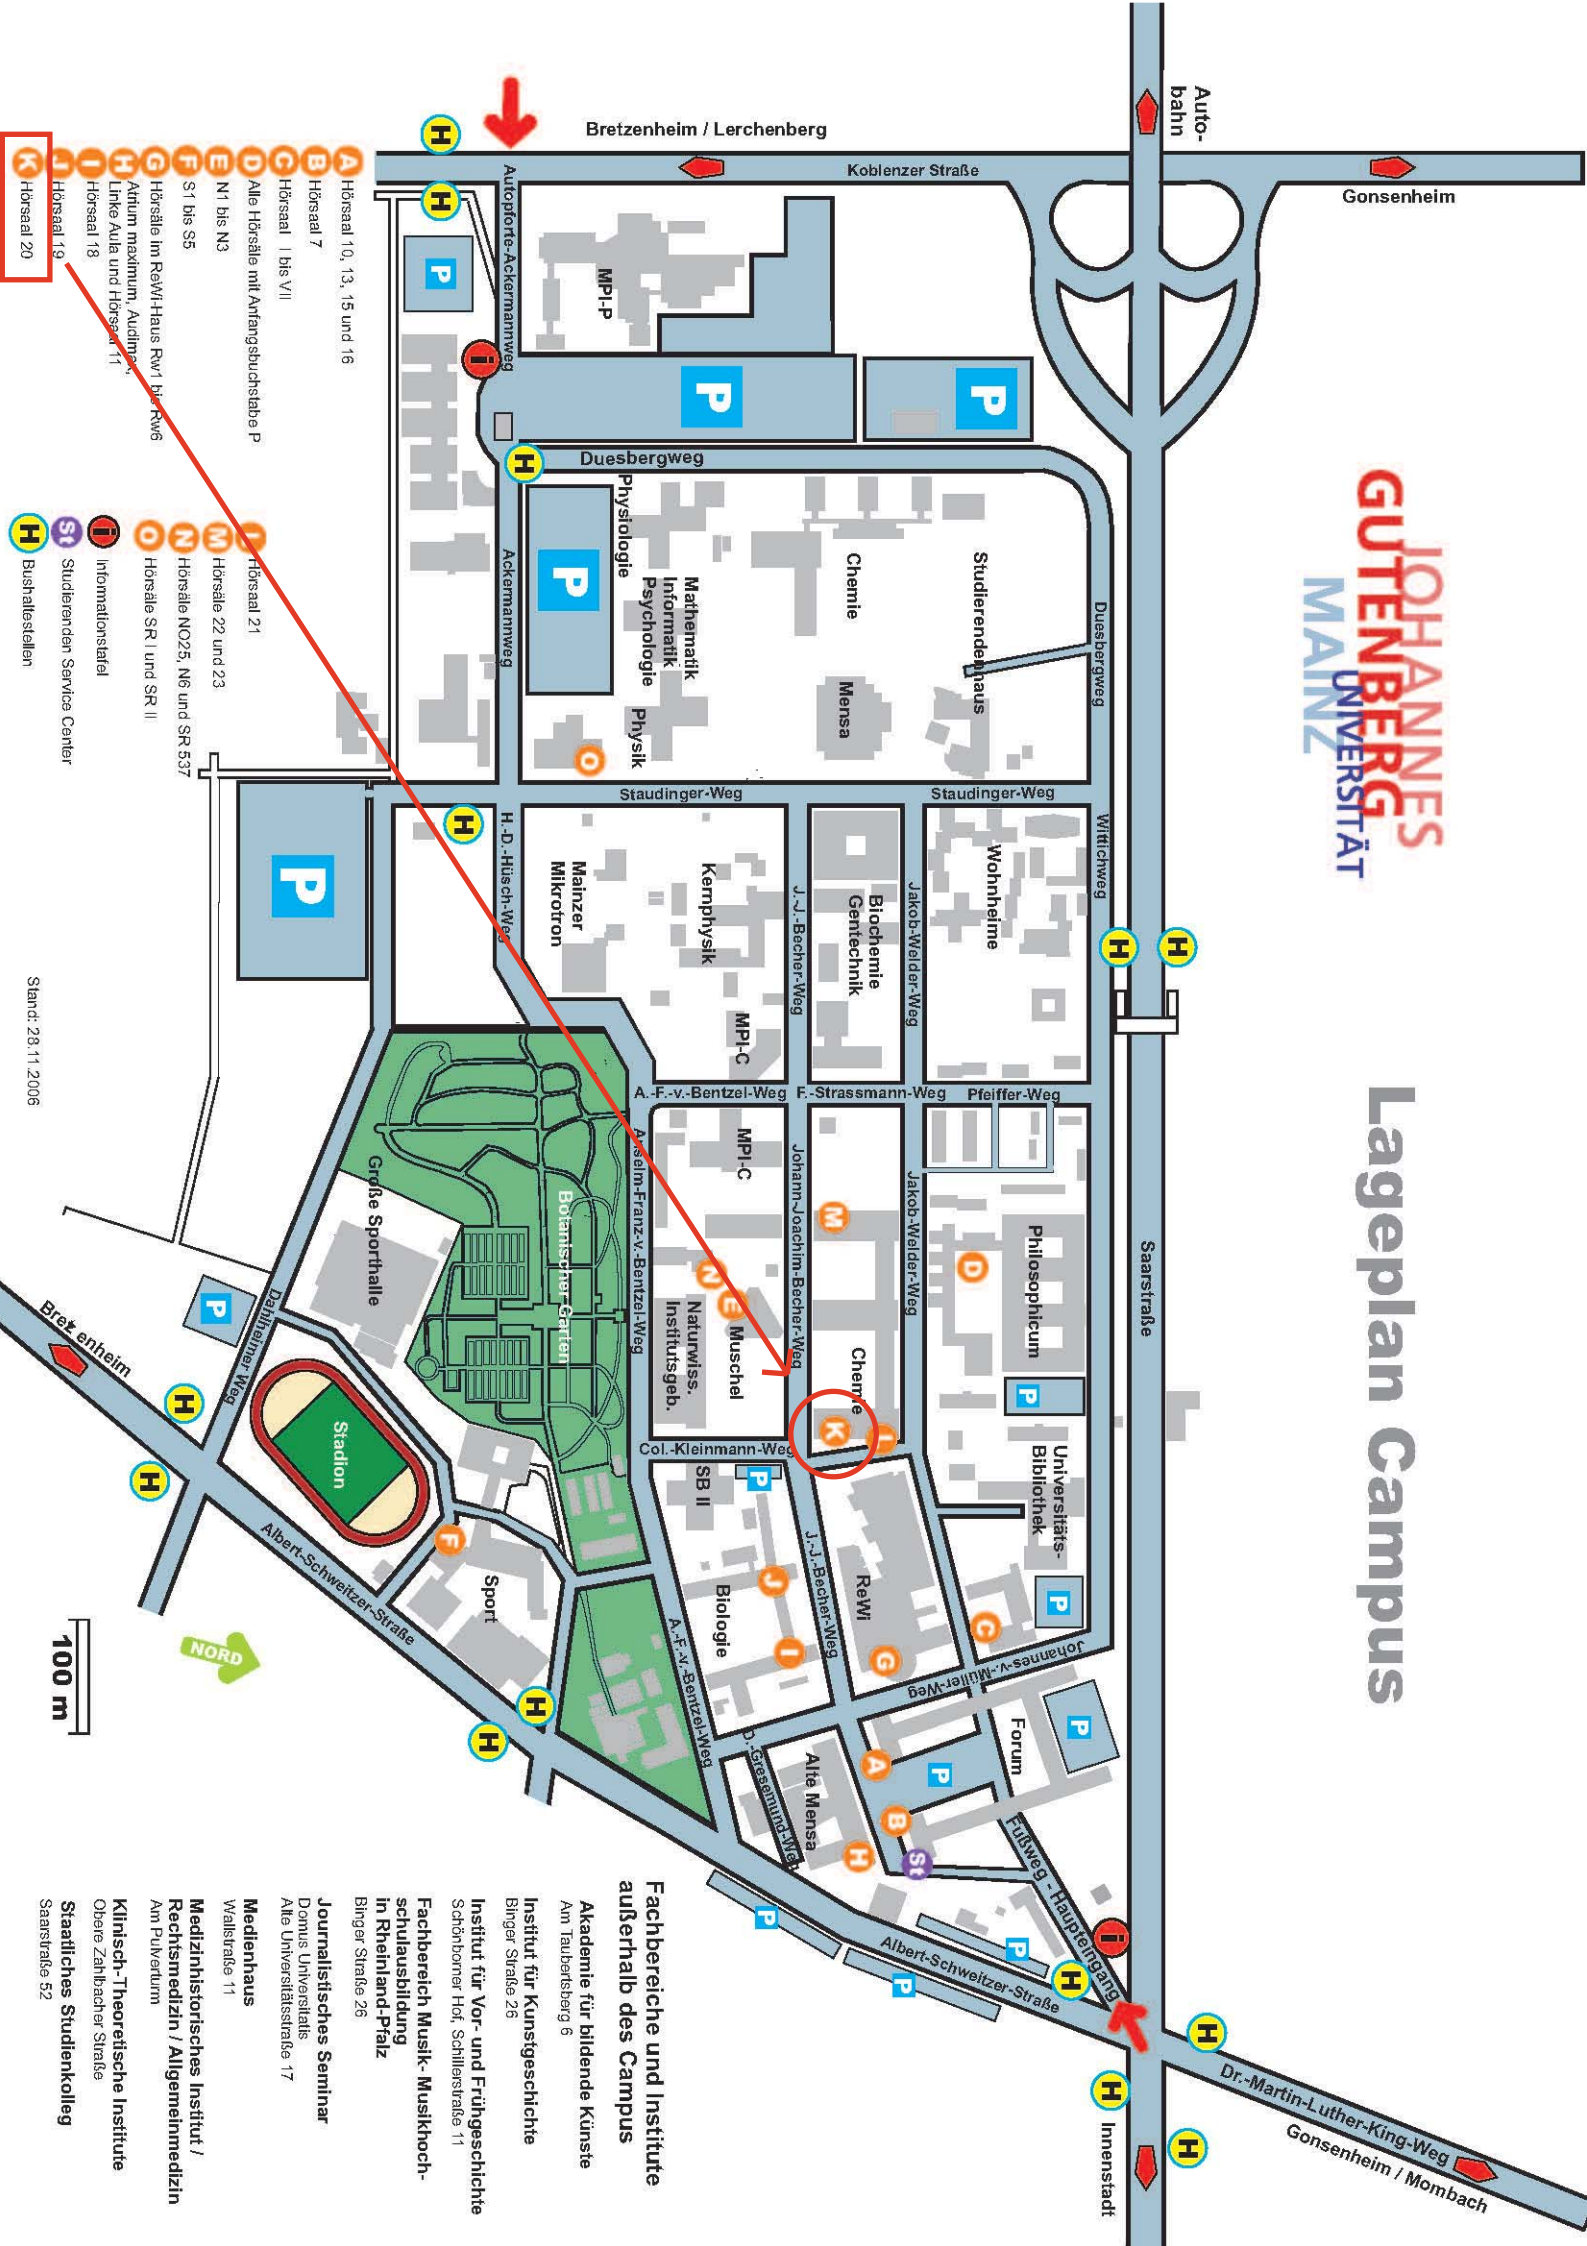 Lageplan Campus
JOHANNES
GUTENBERG
UNIVERSITÄT
MAINZ
Auto-
bahn
Gonsenheim
Bretzenheim / Lerchenberg
Koblenzer Straße
Saarstraße
Innenstadt
Dr.-Martin-Luther-King-Weg
Gonsenheim / Mombach
Autopforte-Ackermannweg
MPI-P
P
P
P
P
H
H
i
H
Duesbergweg
Duesbergweg
Physiologie
Mathematik
Informatik
Psychologie
Physik
O
Chemie
Studierendenhaus
Mensa
Ackermannweg
Staudinger-Weg
Staudinger-Weg
Wittichweg
H
H
H
H.-D.-Hüsch-Weg
Mainzer
Mikrotron
Kernphysik
MPI-C
J.-J.-Becher-Weg
Biochemie
Gentechnik
Jakob-Welder-Weg
Wohnheime
P
A.-F.-v.-Bentzel-Weg
F.-Strassmann-Weg
Pfeiffer-Weg
MPI-C
Johann-Joachim-Becher-Weg
M
Jakob-Welder-Weg
D
Philosophicum
P
Anselm-Franz-v.-Bentzel-Weg
N
E
Muschel
Naturwiss.
Institutsgeb.
Chemie
K
L
Botanischer Garten
Große Sporthalle
Dahlheimer Weg
P
Bretzenheim
H
H
Stadion
Col.-Kleinmann-Weg
SB II
P
Universitäts-
Bibliothek
P
J.-J.-Becher-Weg
ReWi
J
I
G
C
Biologie
F
Sport
Albert-Schweitzer-Straße
A.-F.-v.-Bentzel-Weg
H
H
Johannes-v.-Müller-Weg
Forum
P
P
A
B
St
H
Alte Mensa
D.-Gresemund-Weg
Fußweg - Haupteingang
i
P
P
P
Albert-Schweitzer-Straße
H
H
H
H
NORD
100 m
A Hörsaal 10, 13, 15 und 16
B Hörsaal 7
C Hörsaal I bis VII
D Alle Hörsäle mit Anfangsbuchstabe P
E N1 bis N3
F S1 bis S5
G Hörsäle im ReWi-Haus Rw1 bis Rw6
H Atrium maximum, Audimax,
Linke Aula und Hörsaal 11
I Hörsaal 18
J Hörsaal 19
K Hörsaal 20
L Hörsaal 21
M Hörsäle 22 und 23
N Hörsäle NO25, N6 und SR 537
O Hörsäle SR I und SR II
i Informationstafel
St Studierenden Service Center
H Bushaltestellen
Stand: 28.11.2006
Fachbereiche und Institute
außerhalb des Campus
Akademie für bildende Künste
Am Taubertsberg 6
Institut für Kunstgeschichte
Binger Straße 26
Institut für Vor- und Frühgeschichte
Schönborner Hof, Schillerstraße 11
Fachbereich Musik- Musikhoch-
schulausbildung
in Rheinland-Pfalz
Binger Straße 26
Journalistisches Seminar
Domus Universitatis
Alte Universitätsstraße 17
Medienhaus
Wallstraße 11
Medizinhistorisches Institut /
Rechtsmedizin / Allgemeinmedizin
Am Pulverturm
Klinisch-Theoretische Institute
Obere Zahlbacher Straße
Staatliches Studienkolleg
Saarstraße 52